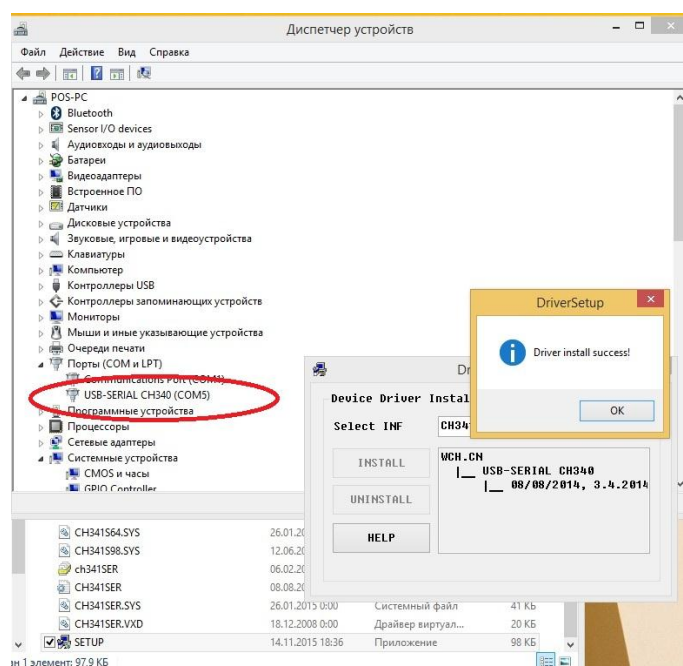 Диспетчер устройств
Файл Действие Вид Справка
POS-PC
Bluetooth
Sensor I/O devices
Аудиовходы и аудиовыходы
Батареи
Видеоадаптеры
Встроенное ПО
Датчики
Дисковые устройства
Звуковые, игровые и видеоустройства
Клавиатуры
Компьютер
Контроллеры USB
Контроллеры запоминающих устройств
Мониторы
Мыши и иные указывающие устройства
Очереди печати
Порты (COM и LPT)
Communications Port (COM1)
USB-SERIAL CH340 (COM5)
Программные устройства
Процессоры
Сетевые адаптеры
Системные устройства
CMOS и часы
GPIO Controller
DriverSetup
Driver install success!
OK
Device Driver Instal
Select INF CH34
INSTALL
UNINSTALL
HELP
WCH.CN
|__ USB-SERIAL CH340
|__ 08/08/2014, 3.4.2014
CH341S64.SYS 26.01.20
CH341S98.SYS 12.06.20
ch341SER 06.02.20
CH341SER 08.08.20
CH341SER.SYS 26.01.2015 0:00 Системный файл 41 КБ
CH341SER.VXD 18.12.2008 0:00 Драйвер виртуал... 20 КБ
SETUP 14.11.2015 18:36 Приложение 98 КБ
ан 1 элемент: 97,9 КБ